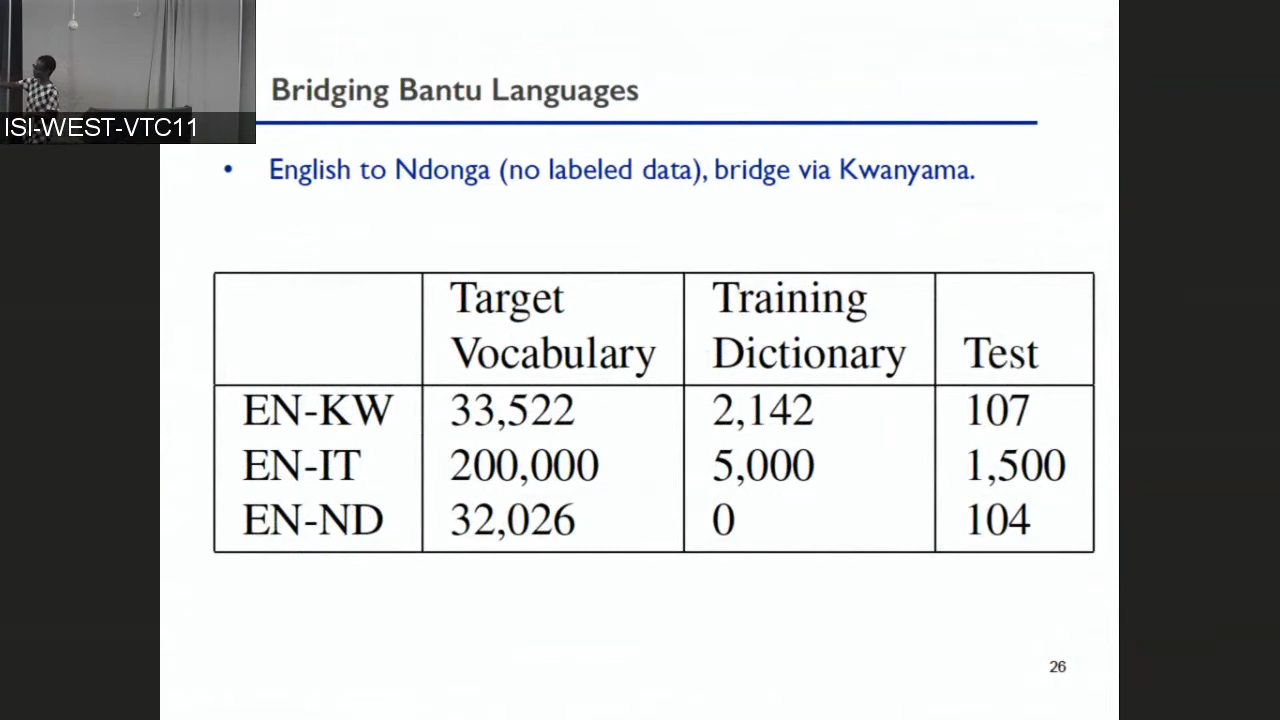 ISI-WEST-VTC11
Bridging Bantu Languages
• English to Ndonga (no labeled data), bridge via Kwanyama.
Target Vocabulary Training Dictionary Test
EN-KW 33,522 2,142 107
EN-IT 200,000 5,000 1,500
EN-ND 32,026 0 104
26